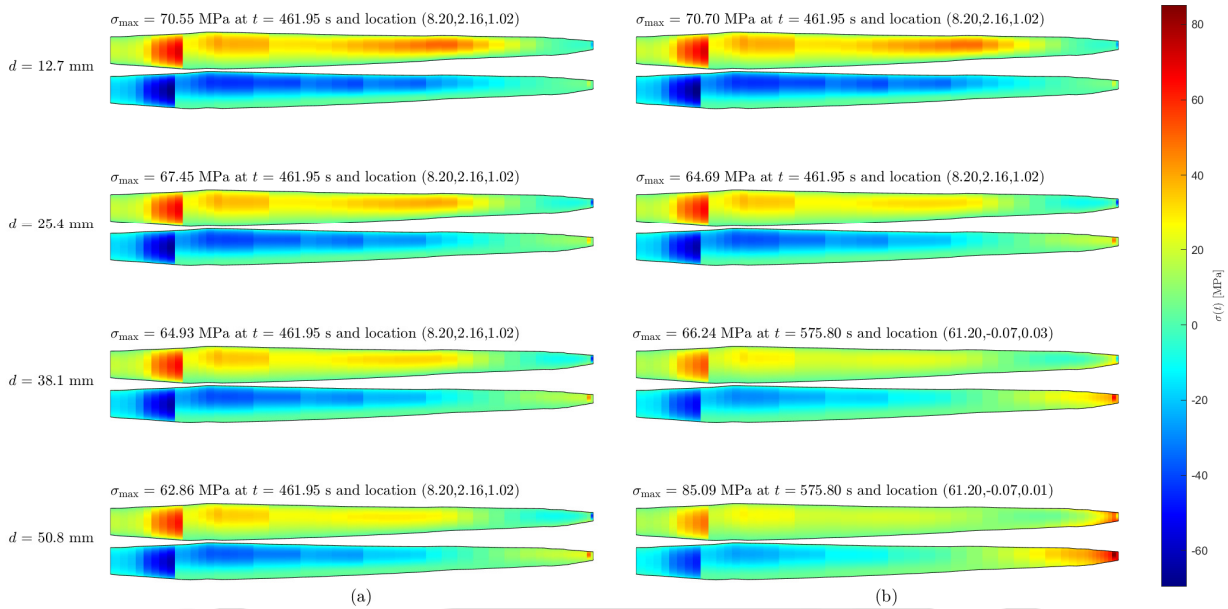 σmax = 70.55 MPa at t = 461.95 s and location (8.20,2.16,1.02)
σmax = 70.70 MPa at t = 461.95 s and location (8.20,2.16,1.02)
d = 12.7 mm
σmax = 67.45 MPa at t = 461.95 s and location (8.20,2.16,1.02)
σmax = 64.69 MPa at t = 461.95 s and location (8.20,2.16,1.02)
d = 25.4 mm
σmax = 64.93 MPa at t = 461.95 s and location (8.20,2.16,1.02)
σmax = 66.24 MPa at t = 575.80 s and location (61.20,-0.07,0.03)
d = 38.1 mm
σmax = 62.86 MPa at t = 461.95 s and location (8.20,2.16,1.02)
σmax = 85.09 MPa at t = 575.80 s and location (61.20,-0.07,0.01)
d = 50.8 mm
(a)
(b)
80
60
40
20
0
-20
-40
-60
σ(t) [MPa]